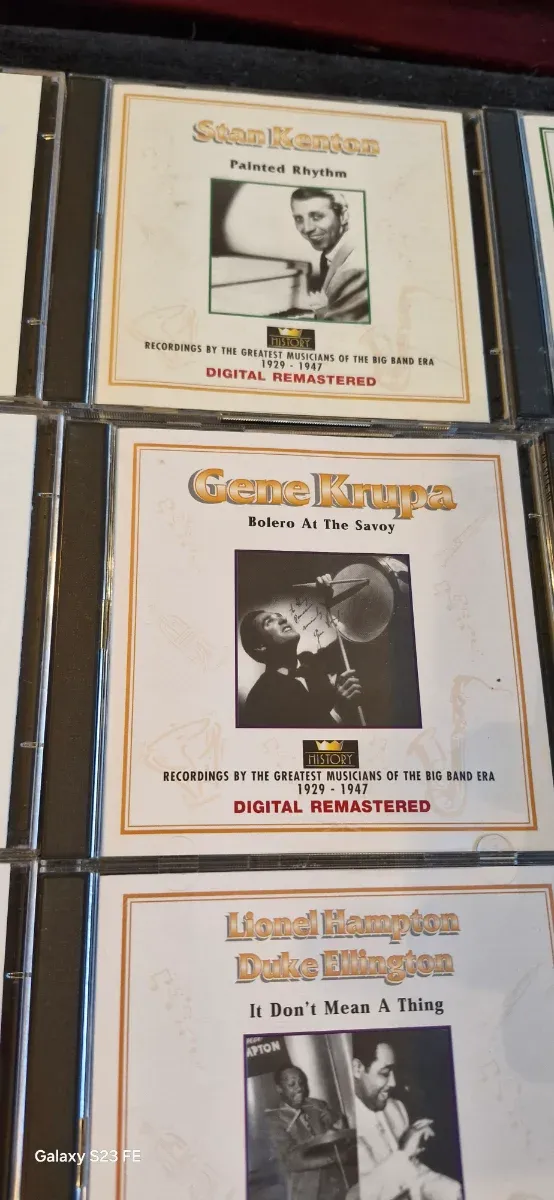 Stan Kenton
Painted Rhythm
HISTORY
RECORDINGS BY THE GREATEST MUSICIANS OF THE BIG BAND ERA
1929 - 1947
DIGITAL REMASTERED
Gene Krupa
Bolero At The Savoy
HISTORY
RECORDINGS BY THE GREATEST MUSICIANS OF THE BIG BAND ERA
1929 - 1947
DIGITAL REMASTERED
Lionel Hampton
Duke Ellington
It Don't Mean A Thing
Galaxy S23 FE